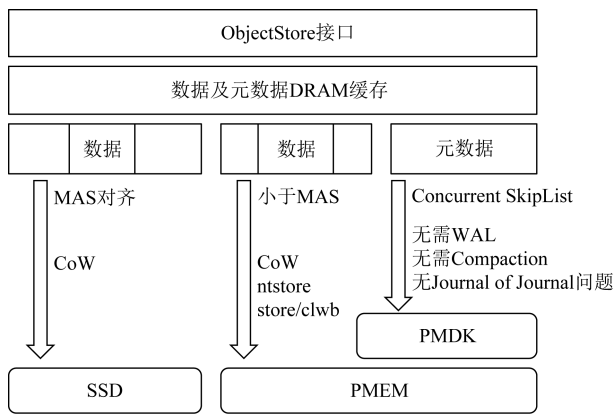 ObjectStore接口
数据及元数据DRAM缓存
数据
数据
元数据
MAS对齐
CoW
小于MAS
CoW
ntstore
store/clwb
Concurrent SkipList
无需WAL
无需Compaction
无Journal of Journal问题
PMDK
SSD
PMEM